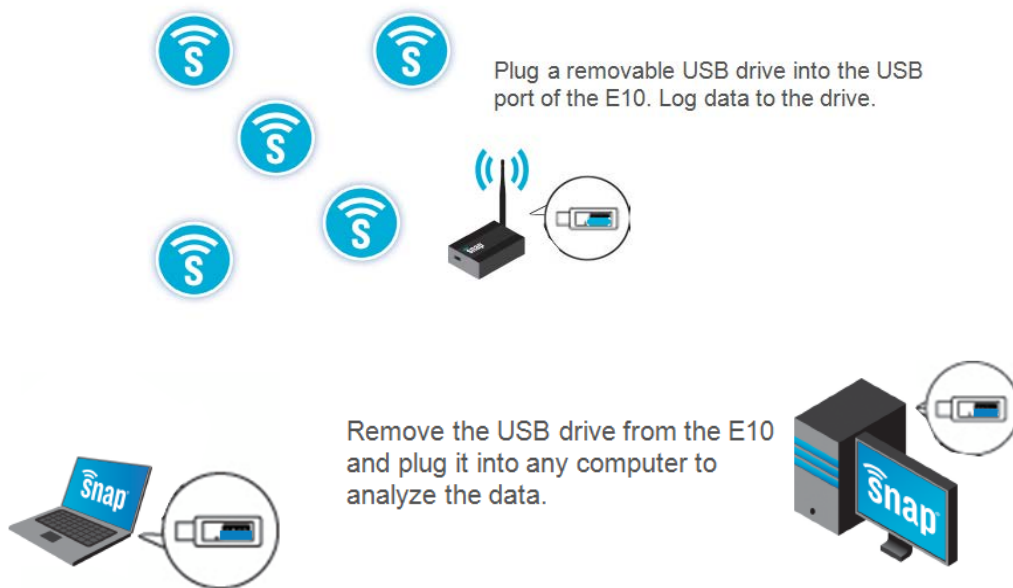 S
S
Plug a removable USB drive into the USB
port of the E10. Log data to the drive.
S
S
snap
S
Remove the USB drive from the E10
and plug it into any computer to
analyze the data.
snap
snap